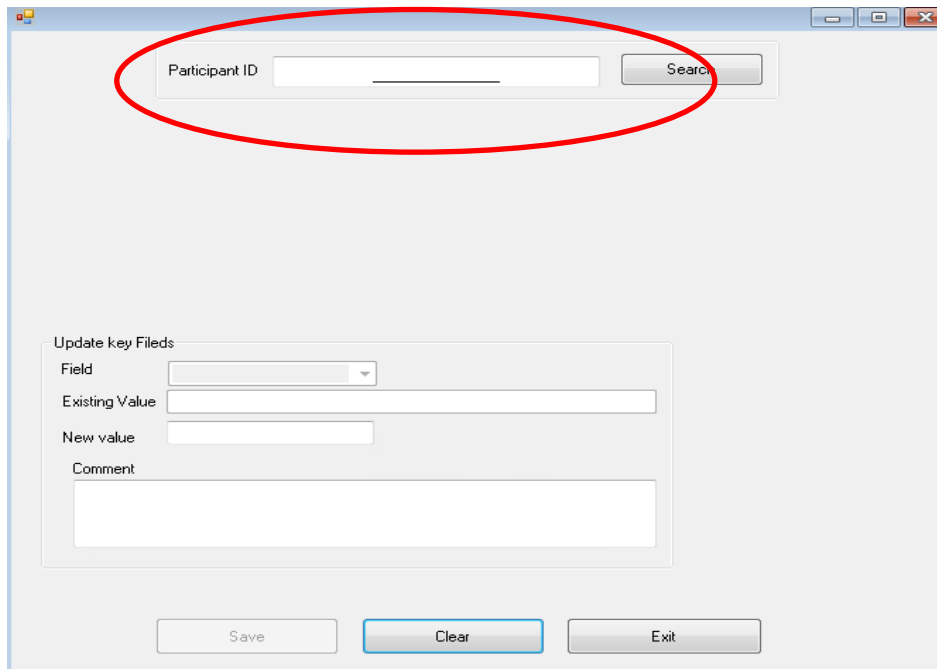 Participant ID
Search
Update key Fileds
Field
Existing Value
New value
Comment
Save
Clear
Exit